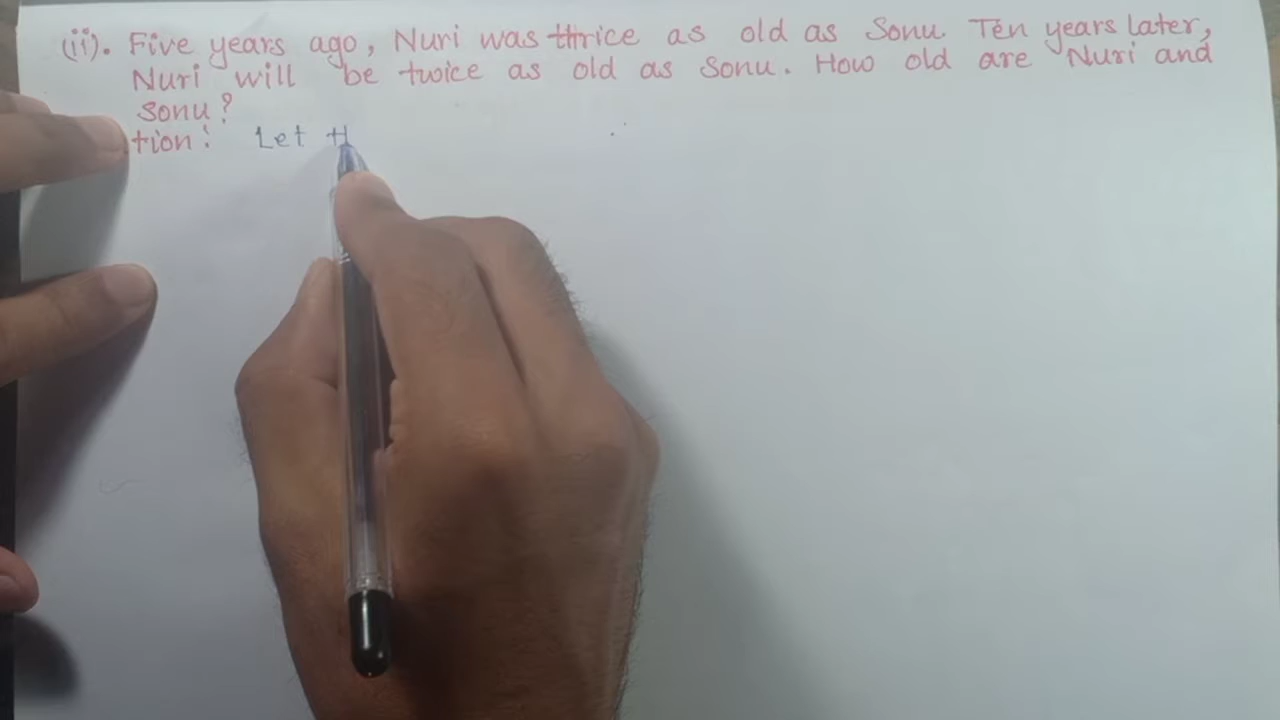 (ii). Five years ago, Nuri was thrice as old as Sonu. Ten years later,
Nuri will be twice as old as Sonu. How old are Nuri and
Sonu?
tion: Let